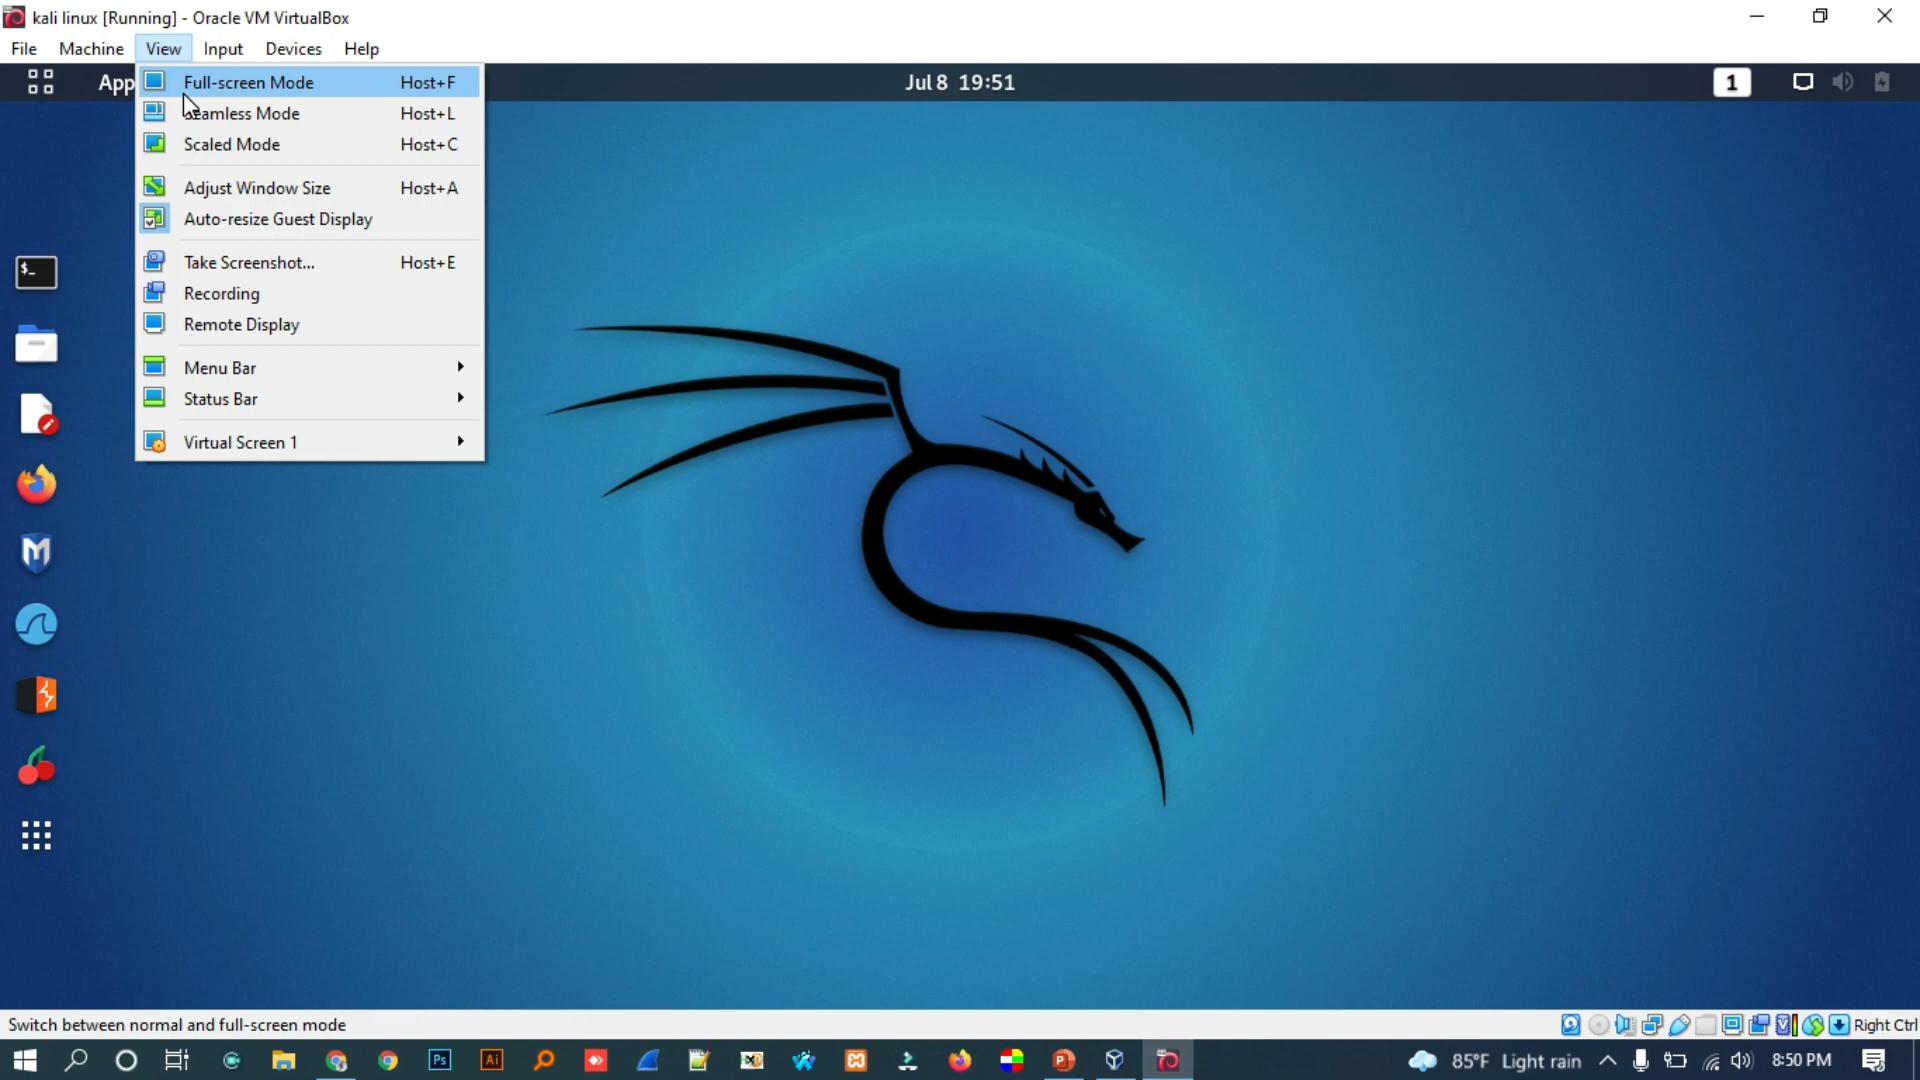 kali linux [Running] - Oracle VM VirtualBox
File Machine View Input Devices Help
App
Jul 8 19:51
1
Full-screen Mode Host+F
Seamless Mode Host+L
Scaled Mode Host+C
Adjust Window Size Host+A
Auto-resize Guest Display
Take Screenshot... Host+E
Recording
Remote Display
Menu Bar
Status Bar
Virtual Screen 1
$_
Switch between normal and full-screen mode
Right Ctrl
Ps
Ai
85°F Light rain
8:50 PM